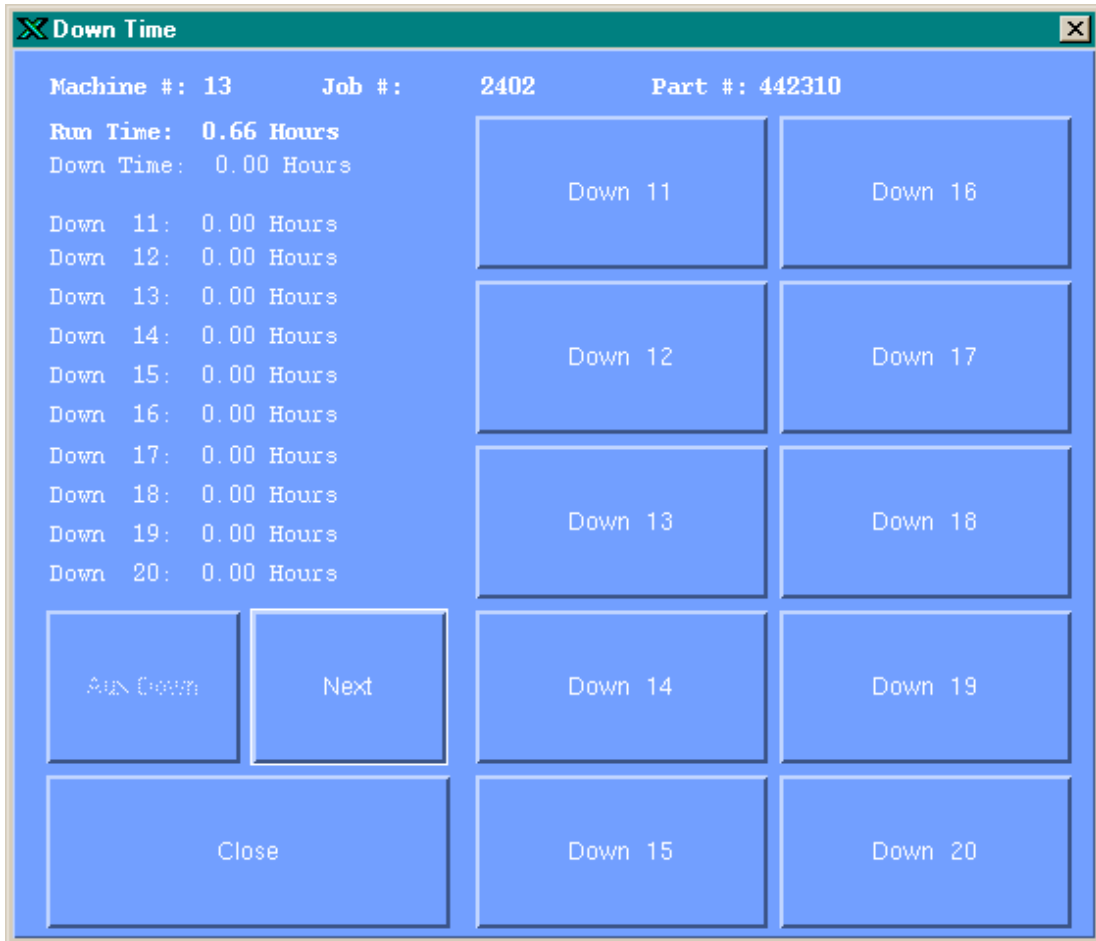 Down Time
Machine #: 13 Job #: 2402 Part #: 442310
Run Time: 0.66 Hours
Down Time: 0.00 Hours
Down 11: 0.00 Hours
Down 12: 0.00 Hours
Down 13: 0.00 Hours
Down 14: 0.00 Hours
Down 15: 0.00 Hours
Down 16: 0.00 Hours
Down 17: 0.00 Hours
Down 18: 0.00 Hours
Down 19: 0.00 Hours
Down 20: 0.00 Hours
Down 11 Down 16
Down 12 Down 17
Down 13 Down 18
Aux Down Next Down 14 Down 19
Close Down 15 Down 20